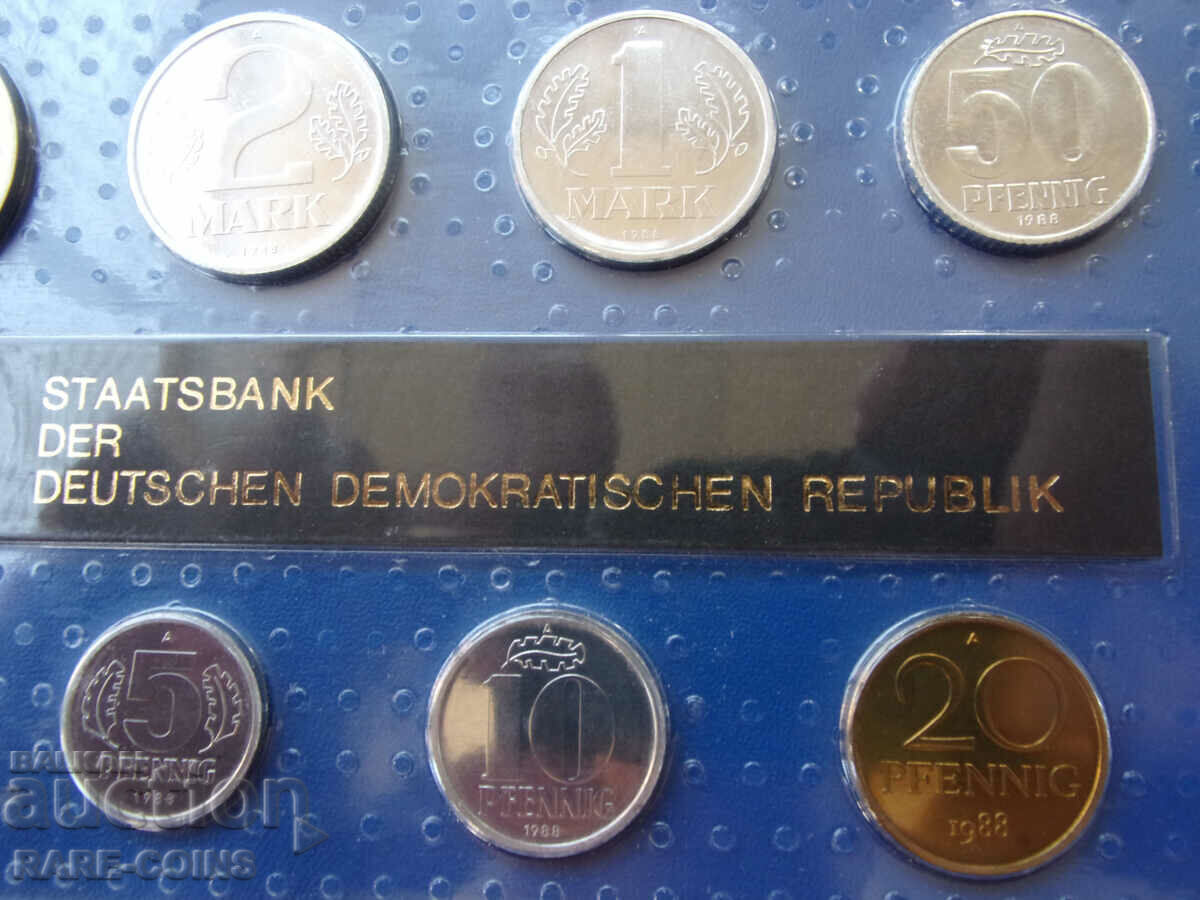 A
2
MARK
A
1
MARK
A
50
PFENNIG
1988
STAATSBANK
DER
DEUTSCHEN DEMOKRATISCHEN REPUBLIK
A
5
PFENNIG
A
10
PFENNIG
1988
A
20
PFENNIG
1988
BALKAN
auction
RARE-COINS